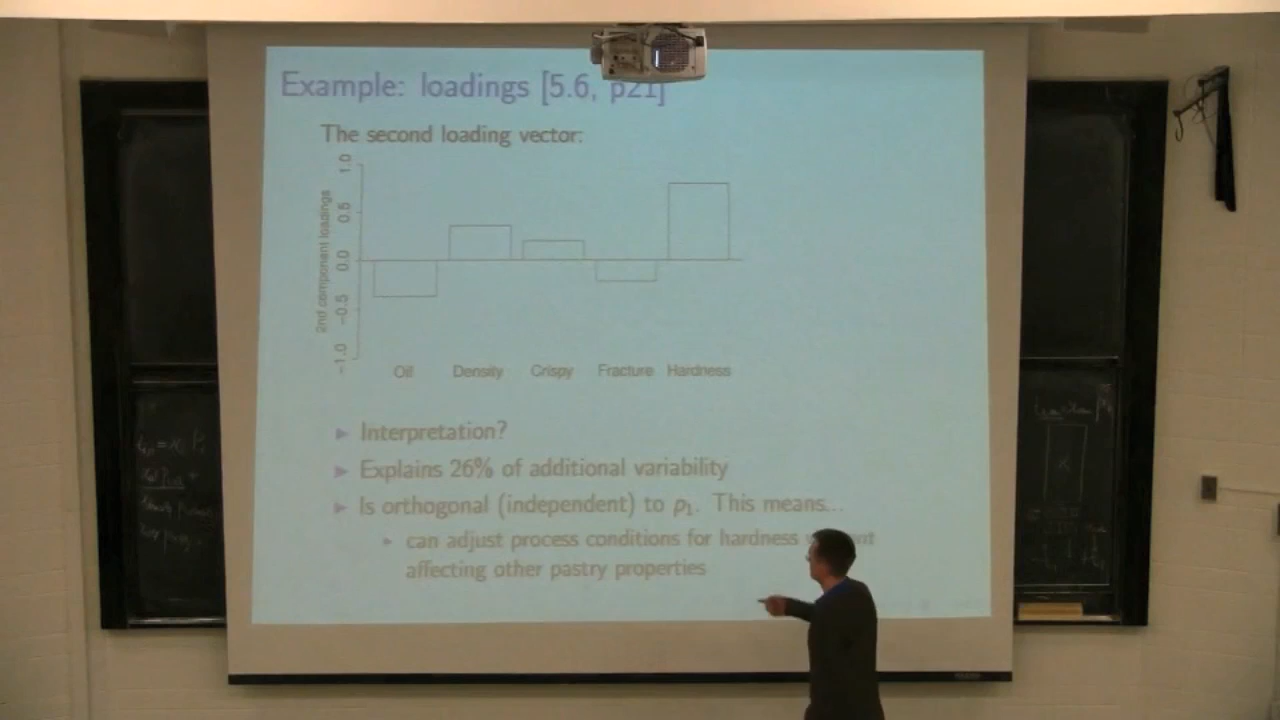 Example: loadings [5.6, p21]
The second loading vector:
2nd component loadings
1.0
0.5
0.0
−0.5
−1.0
Oil Density Crispy Fracture Hardness
Interpretation?
Explains 26% of additional variability
Is orthogonal (independent) to p₁. This means...
can adjust process conditions for hardness
affecting other pastry properties